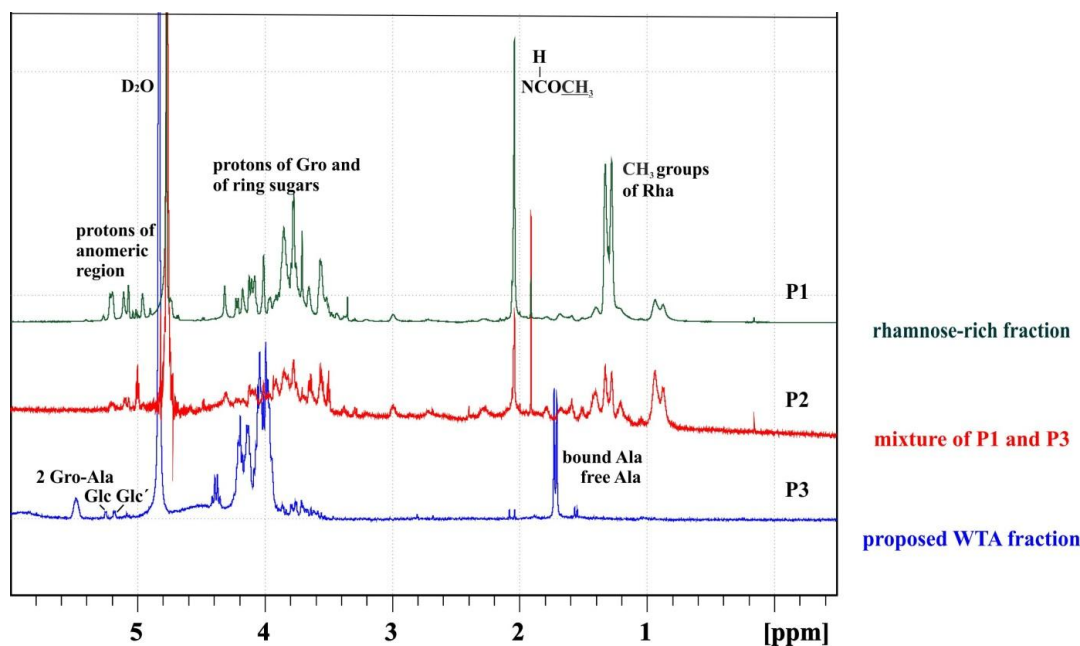 H
D₂O
NCOCH₃
protons of Gro and
of ring sugars
CH₃ groups
of Rha
protons of
anomeric
region
P1
rhamnose-rich fraction
P2
mixture of P1 and P3
bound Ala
free Ala
2 Gro-Ala
Glc Glc´
P3
proposed WTA fraction
5 4 3 2 1 [ppm]